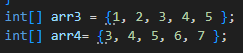 int[] arr3 = {1, 2, 3, 4, 5 };
int[] arr4= {3, 4, 5, 6, 7 };